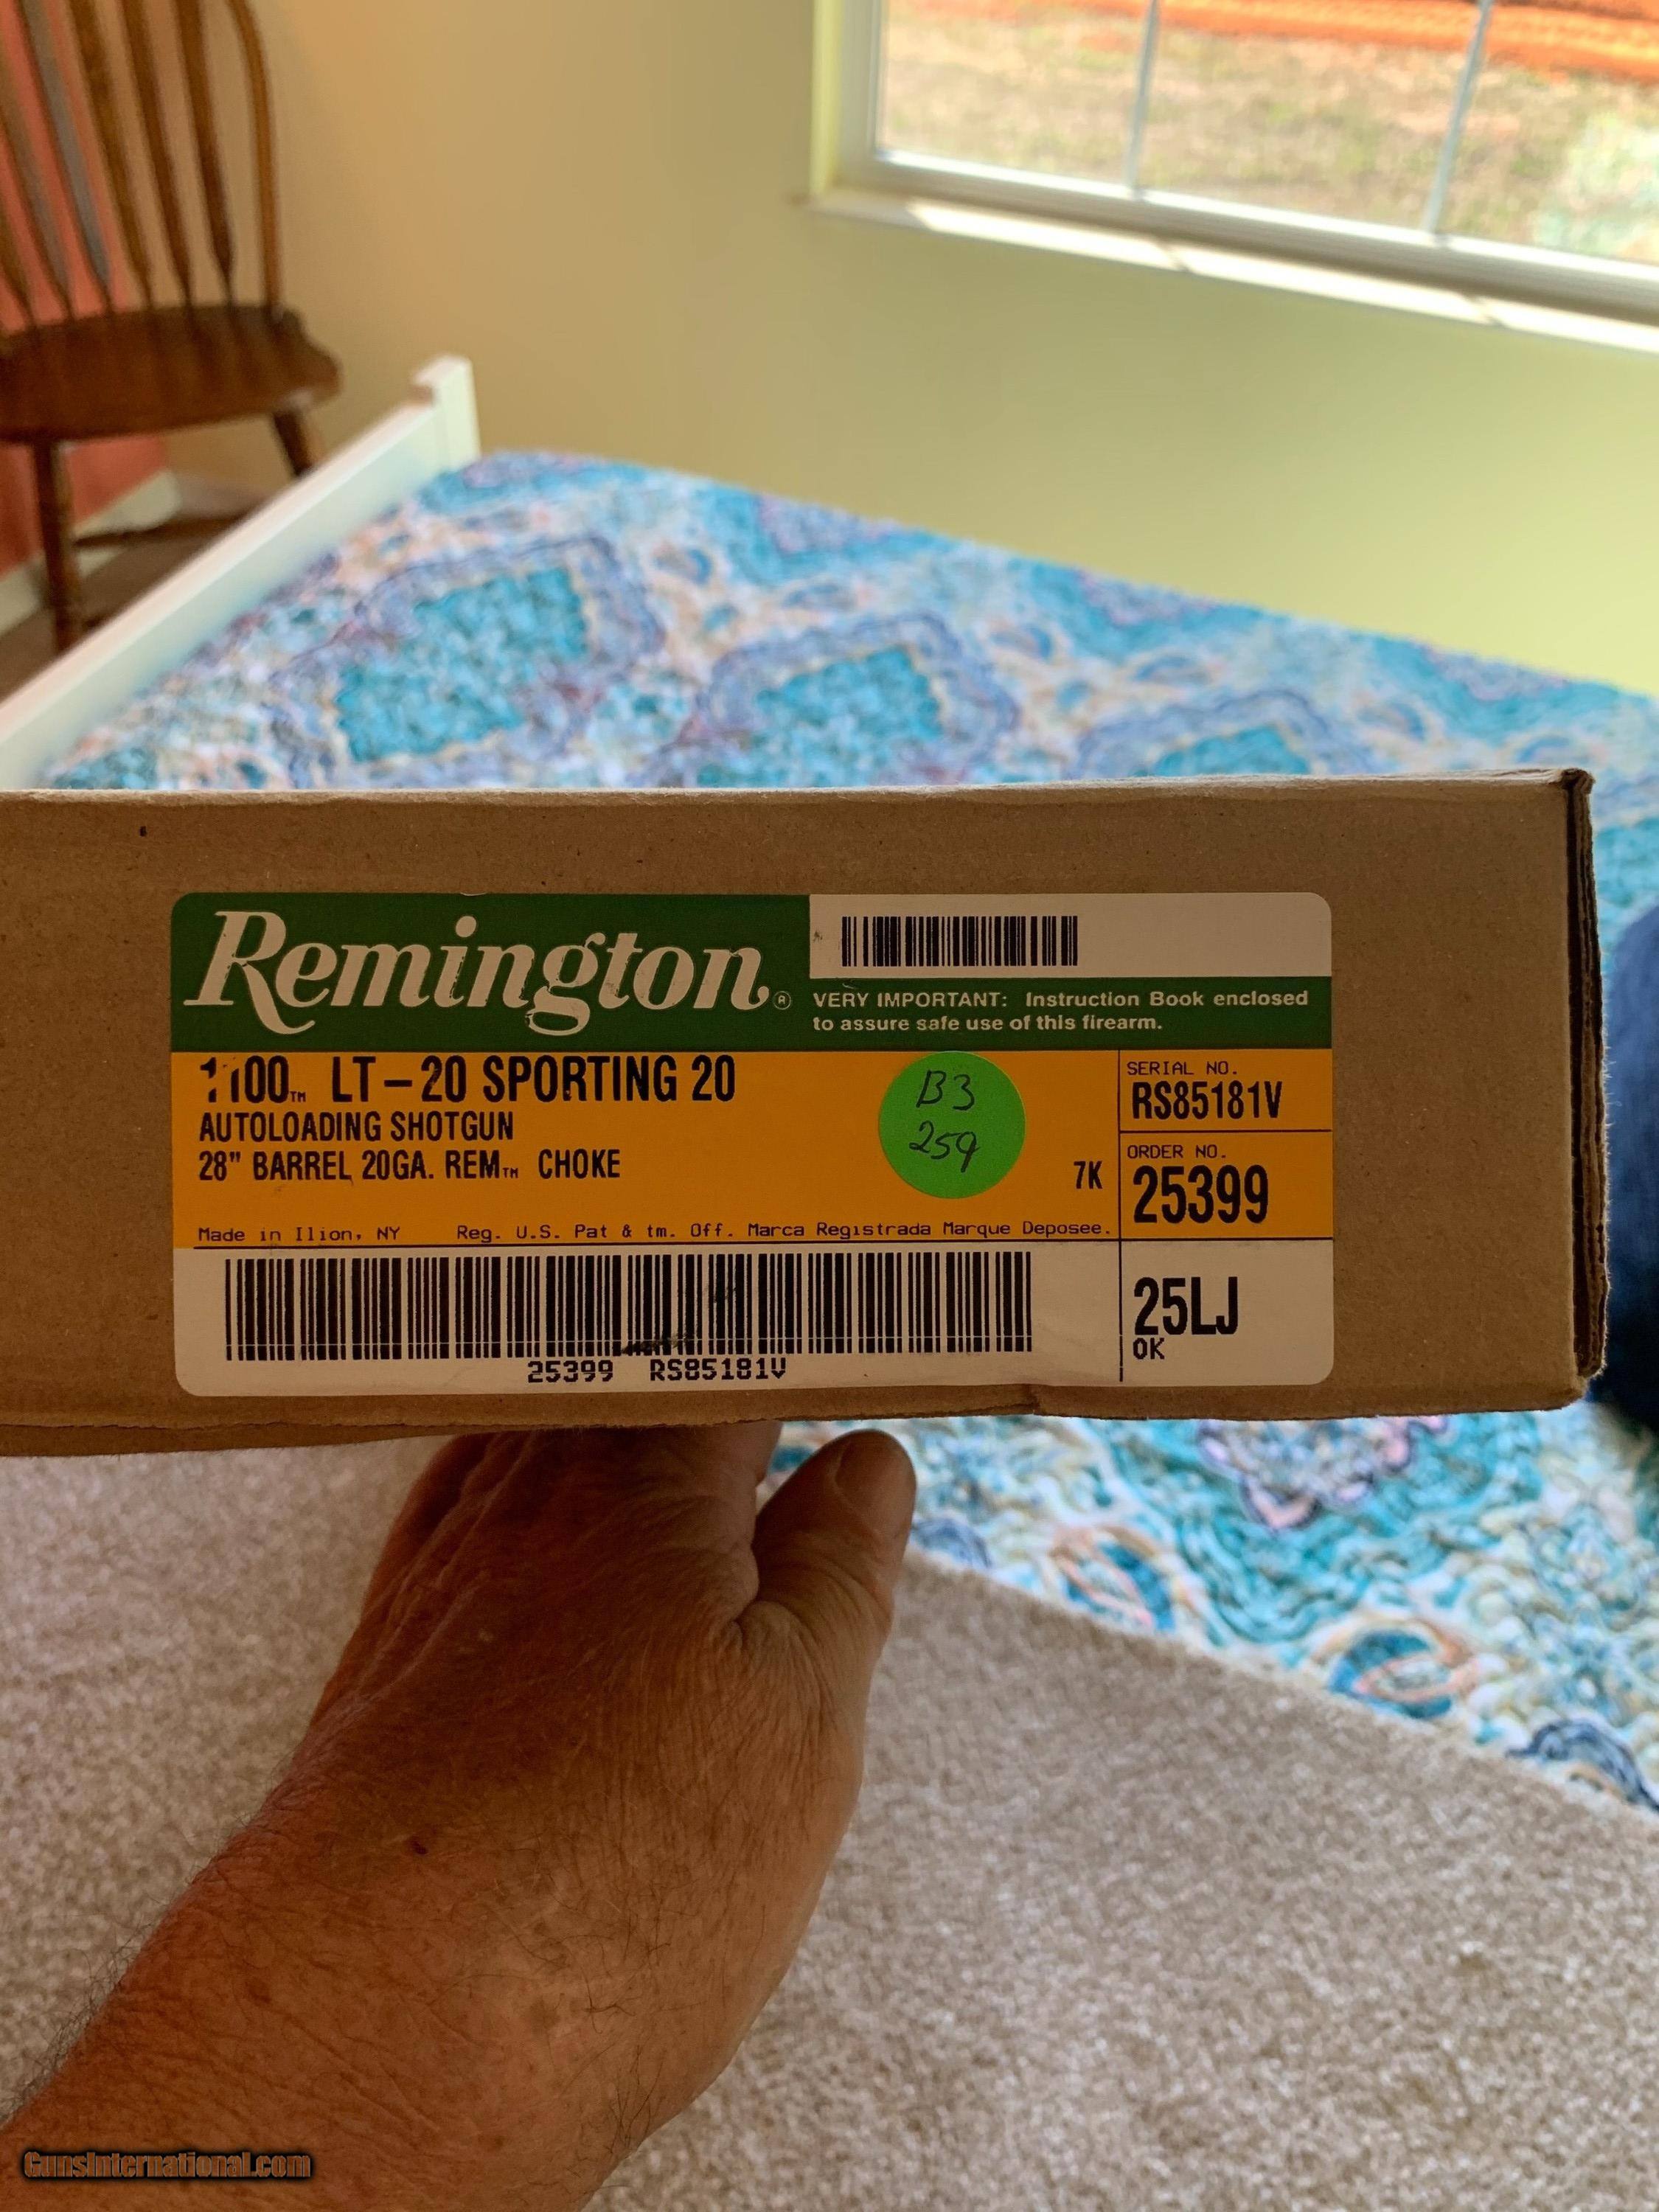 Remington®
VERY IMPORTANT: Instruction Book enclosed
to assure safe use of this firearm.
1100™ LT-20 SPORTING 20
AUTOLOADING SHOTGUN
28" BARREL 20GA. REM™ CHOKE
B3
259
7K
SERIAL NO.
RS85181V
ORDER NO.
25399
Made in Ilion, NY Reg. U.S. Pat & tm. Off. Marca Registrada Marque Deposee.
25399 RS85181V
25LJ
OK
GunsInternational.com